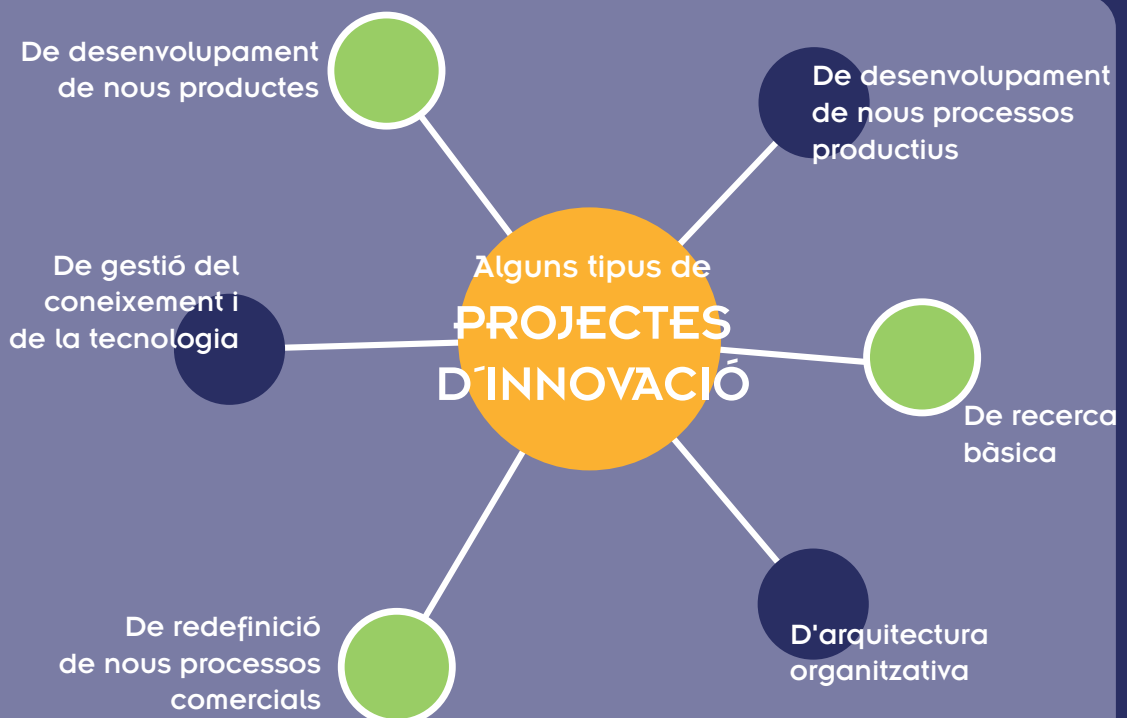 De desenvolupament
de nous productes
De desenvolupament
de nous processos
productius
De gestió del
coneixement i
de la tecnologia
Alguns tipus de
PROJECTES
D´INNOVACIÓ
De recerca
bàsica
De redefinició
de nous processos
comercials
D'arquitectura
organitzativa